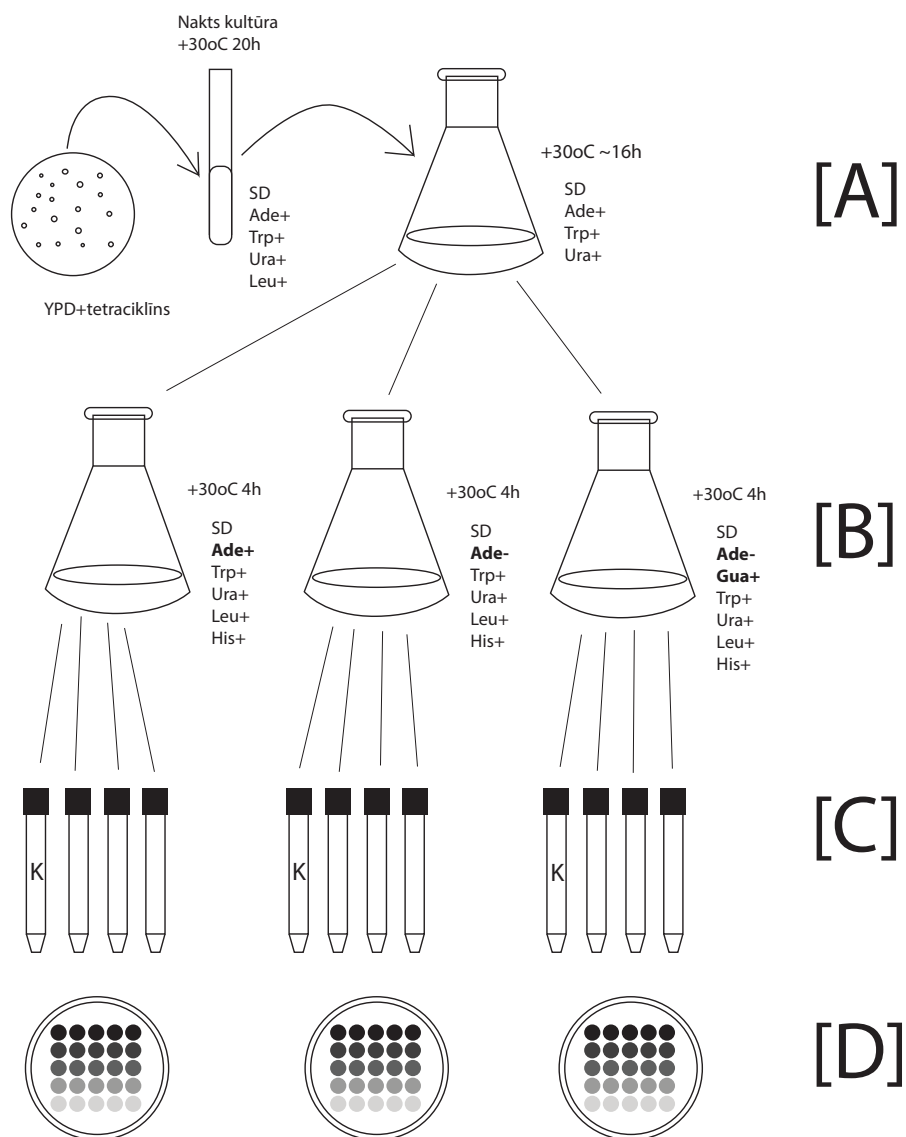 Nakts kultūra
+30oC 20h
SD
Ade+
Trp+
Ura+
Leu+
YPD+tetraciklīns
+30oC ~16h
SD
Ade+
Trp+
Ura+
[A]
+30oC 4h
SD
Ade+
Trp+
Ura+
Leu+
His+
+30oC 4h
SD
Ade-
Trp+
Ura+
Leu+
His+
+30oC 4h
SD
Ade-
Gua+
Trp+
Ura+
Leu+
His+
[B]
K
K
K
[C]
[D]